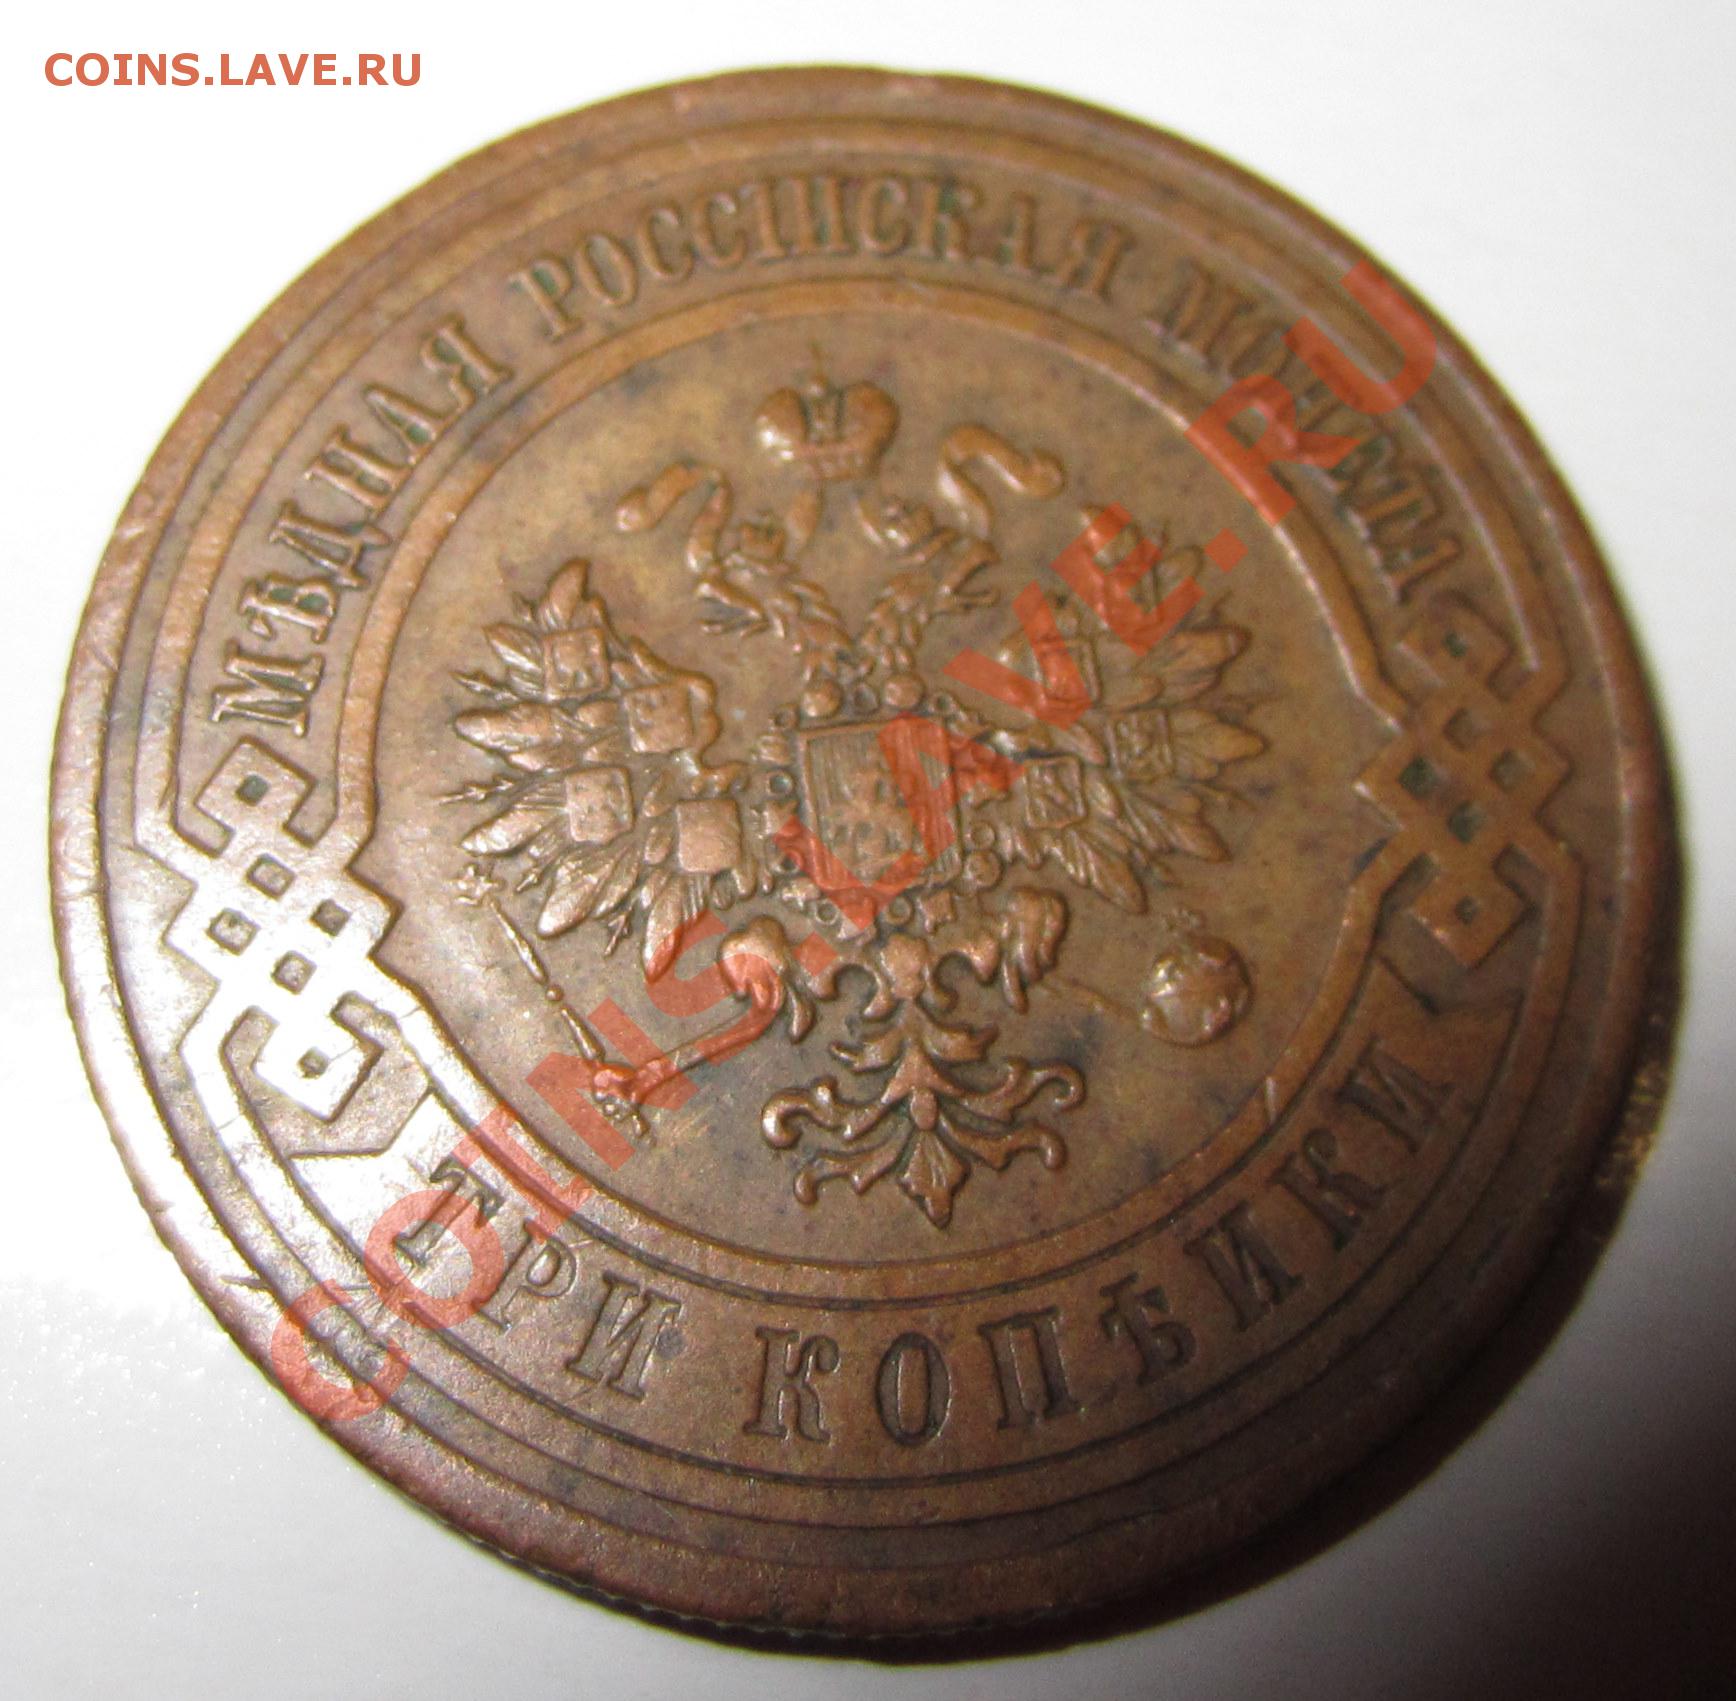 COINS.LAVE.RU
МѢДНАЯ РОССІЙСКАЯ МОНЕТА
ТРИ КОПѢЙКИ
COINS.LAVE.RU